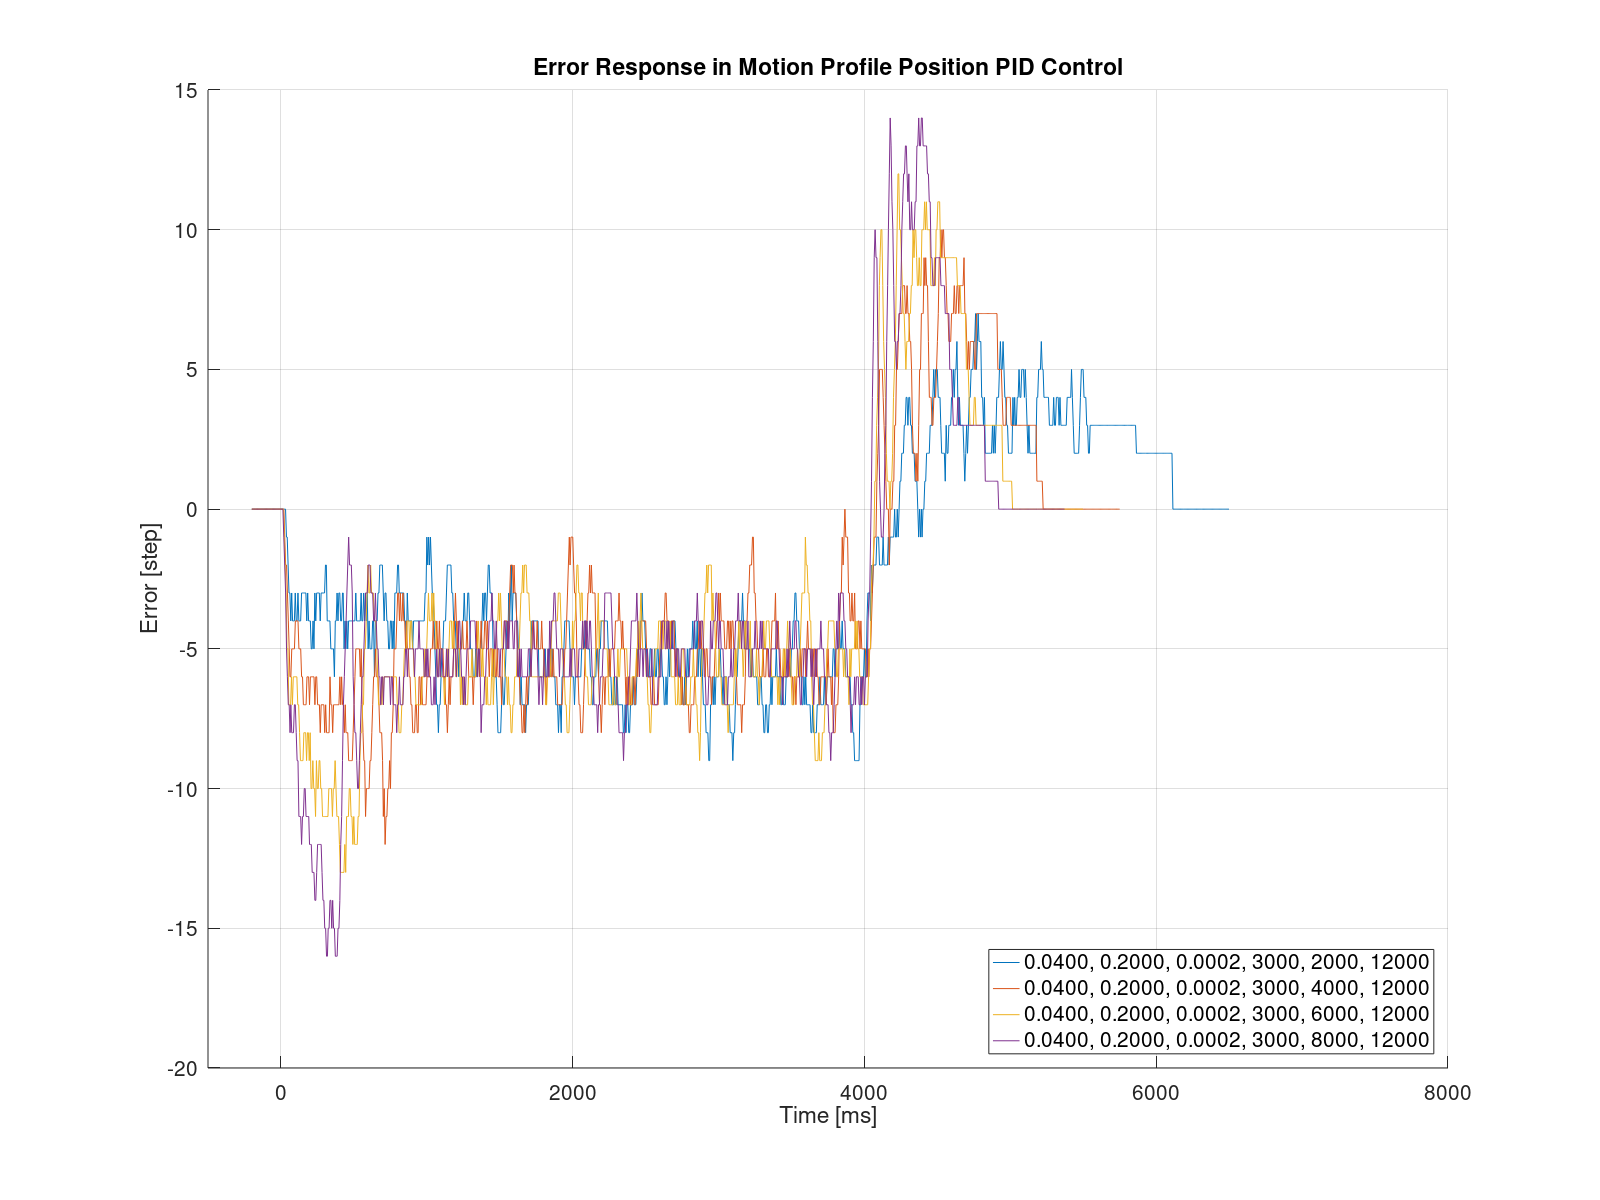 Error Response in Motion Profile Position PID Control
15
10
5
0
-5
-10
-15
-20
Error [step]
0.0400, 0.2000, 0.0002, 3000, 2000, 12000
0.0400, 0.2000, 0.0002, 3000, 4000, 12000
0.0400, 0.2000, 0.0002, 3000, 6000, 12000
0.0400, 0.2000, 0.0002, 3000, 8000, 12000
0 2000 4000 6000 8000
Time [ms]